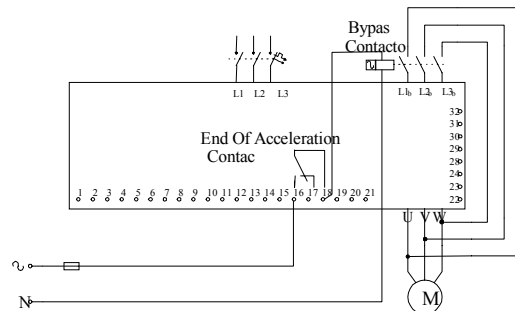 Bypas
Contacto
L1 L2 L3
L1b L2b L3b
End Of Acceleration
Contac
32
31
30
29
28
24
23
22
1 2 3 4 5 6 7 8 9 10 11 12 13 14 15 16 17 18 19 20 21
U V W
N
M